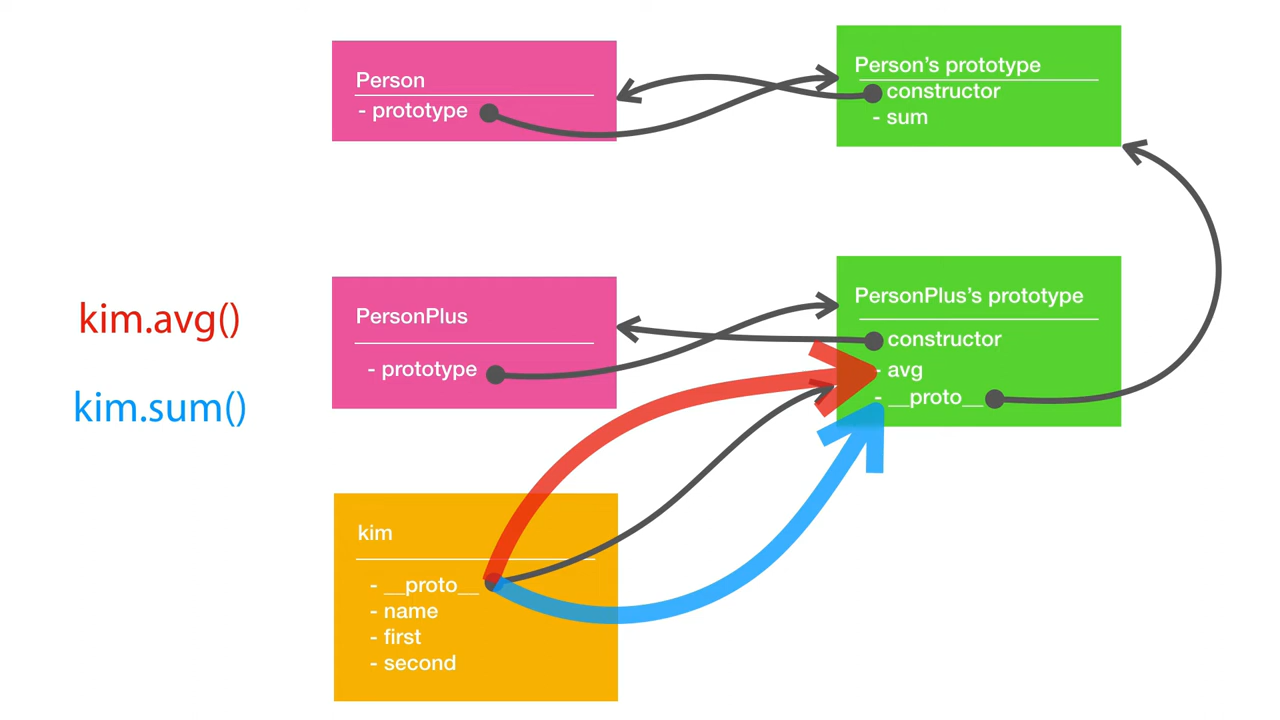 Person
- prototype
Person's prototype
constructor
- sum
kim.avg()
kim.sum()
PersonPlus
- prototype
PersonPlus's prototype
constructor
- avg
- __proto__
kim
- __proto__
- name
- first
- second